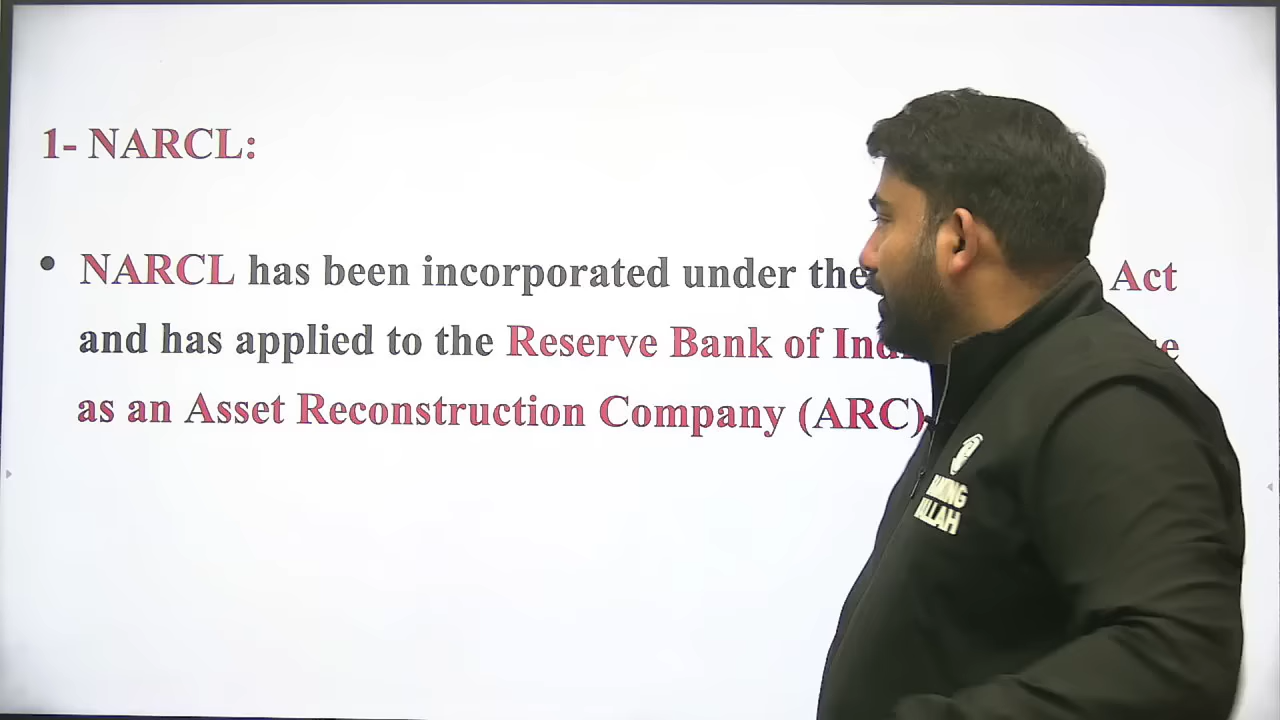 1- NARCL:
• NARCL has been incorporated under the Act
and has applied to the Reserve Bank of
as an Asset Reconstruction Company (ARC)